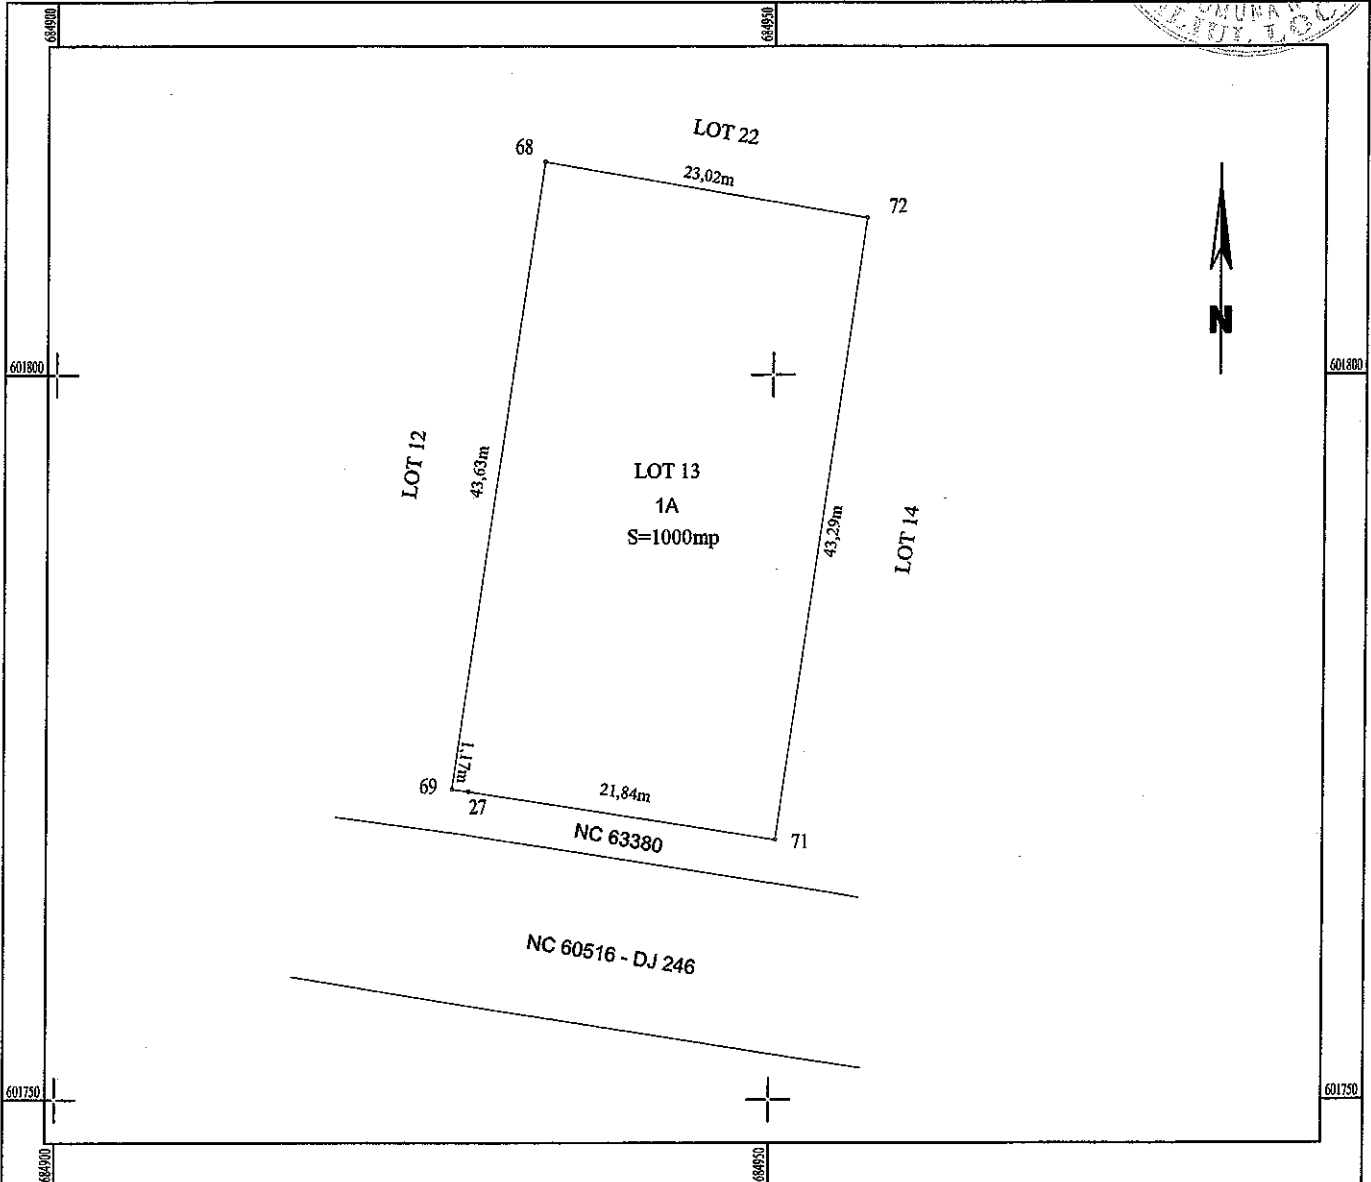 684900
684950
LOT 22
68
23,02m
72
N
601800
601800
LOT 12
43,63m
LOT 13
1A
S=1000mp
43,29m
LOT 14
1,17m
69
27
21,84m
71
NC 63380
NC 60516 - DJ 246
601750
601750
684900
684950